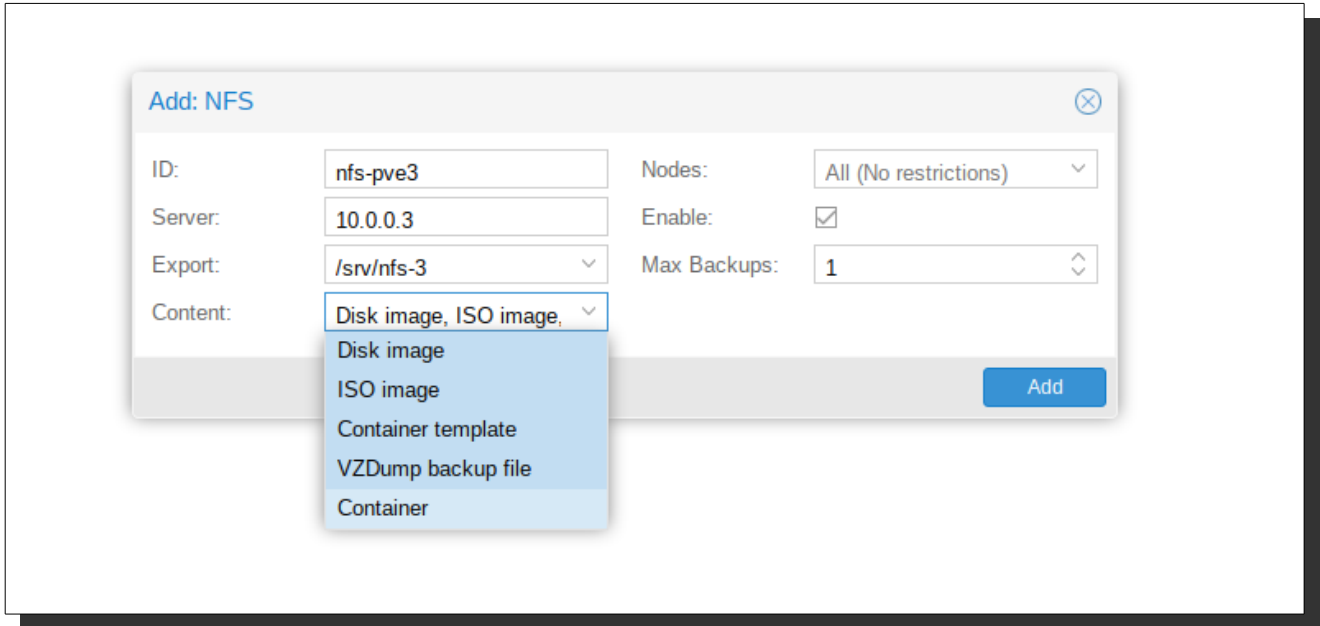 Add: NFS
ID: nfs-pve3 Nodes: All (No restrictions)
Server: 10.0.0.3 Enable:
Export: /srv/nfs-3 Max Backups: 1
Content: Disk image, ISO image,
Disk image
ISO image
Add
Container template
VZDump backup file
Container